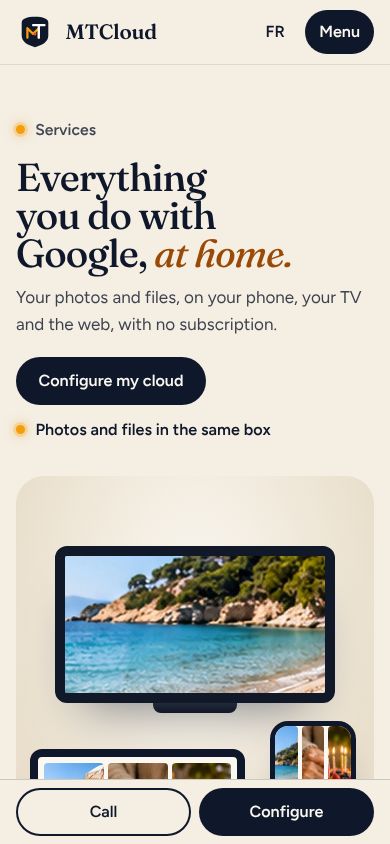 MTCloud
FR
Menu
Services
Everything
you do with
Google, at home.
Your photos and files, on your phone, your TV
and the web, with no subscription.
Configure my cloud
Photos and files in the same box
Call
Configure